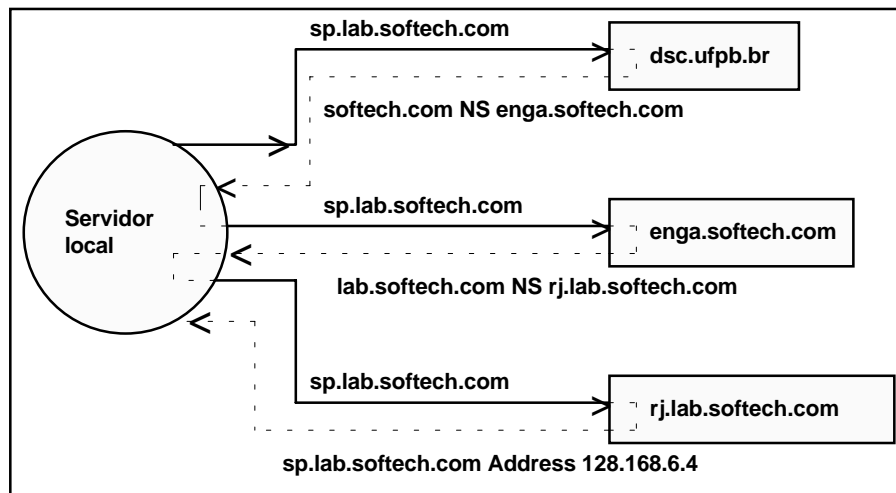 sp.lab.softech.com
dsc.ufpb.br
softech.com NS enga.softech.com
Servidor
local
sp.lab.softech.com
enga.softech.com
lab.softech.com NS rj.lab.softech.com
sp.lab.softech.com
rj.lab.softech.com
sp.lab.softech.com Address 128.168.6.4